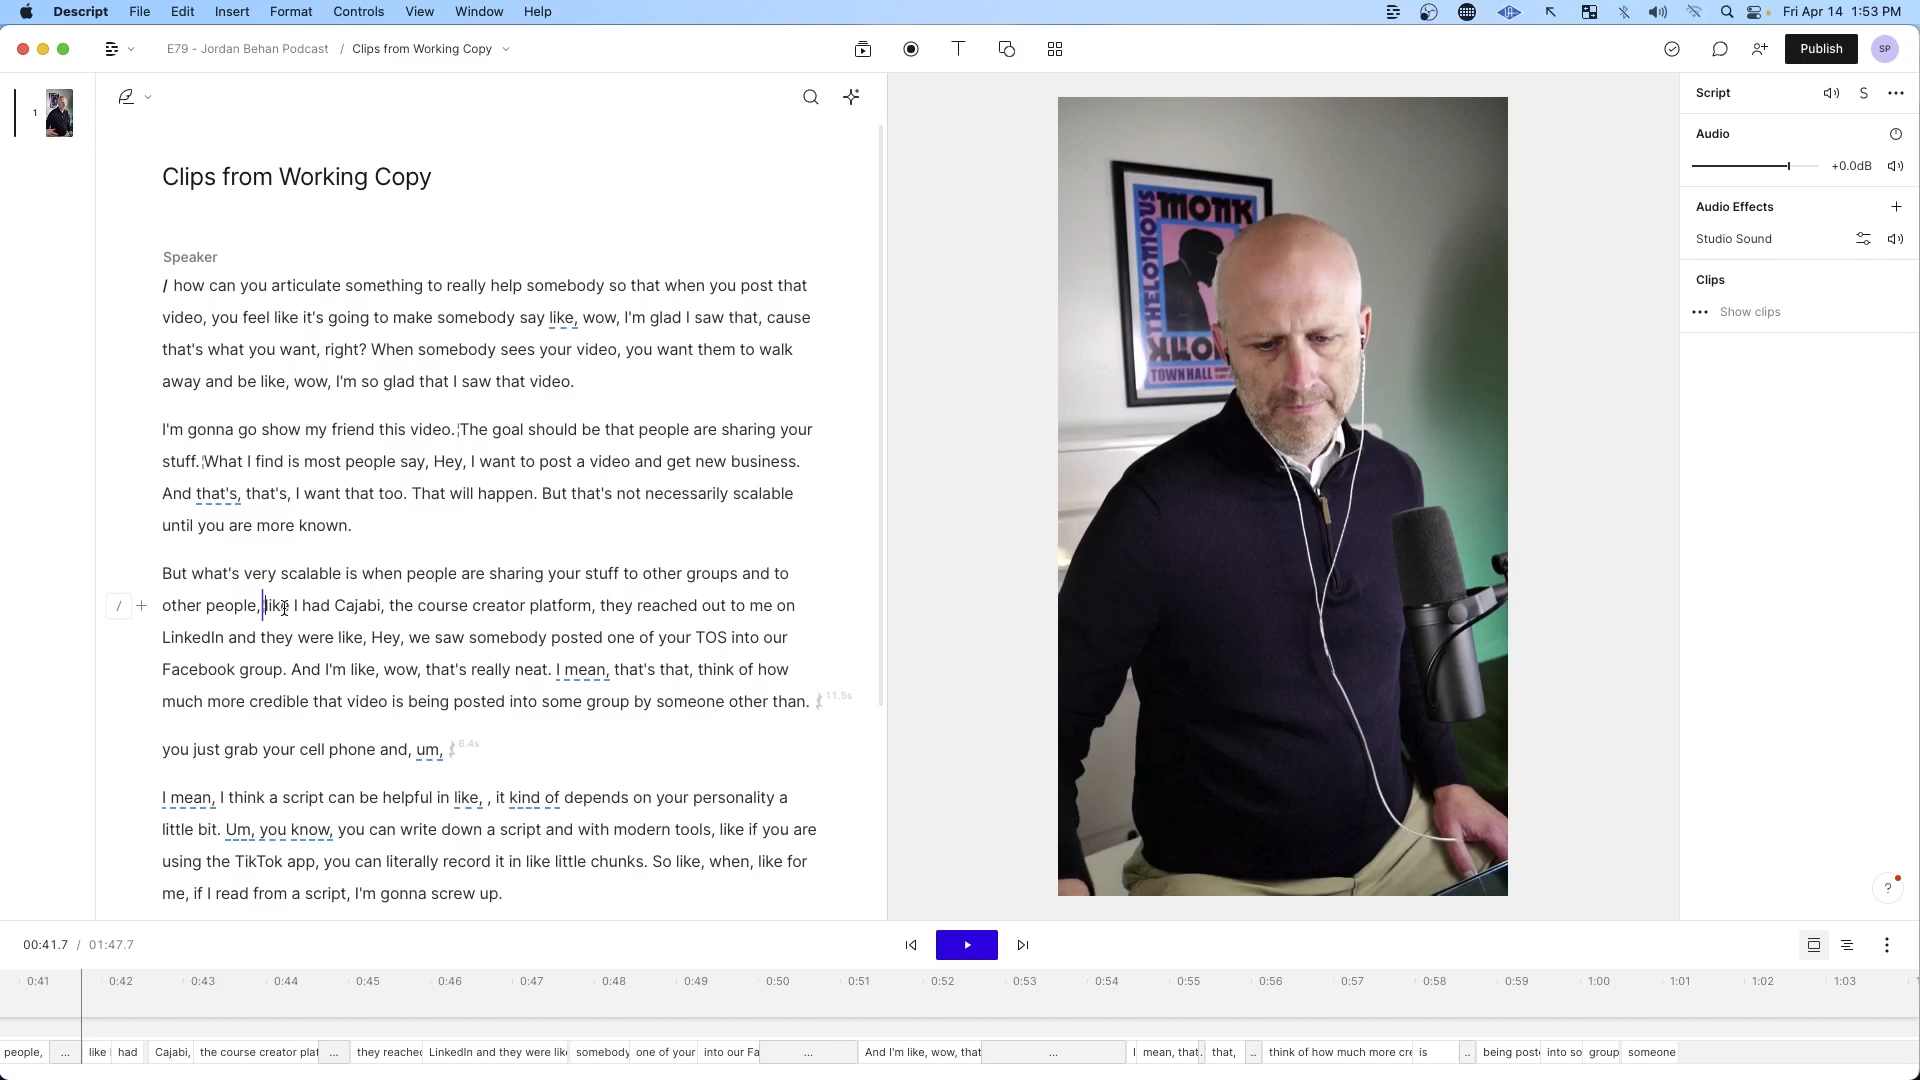 Descript File Edit Insert Format Controls View Window Help Fri Apr 14 1:53 PM
E79 - Jordan Behan Podcast / Clips from Working Copy Publish SP
1
Clips from Working Copy
Speaker
/ how can you articulate something to really help somebody so that when you post that
video, you feel like it's going to make somebody say like, wow, I'm glad I saw that, cause
that's what you want, right? When somebody sees your video, you want them to walk
away and be like, wow, I'm so glad that I saw that video.
I'm gonna go show my friend this video. The goal should be that people are sharing your
stuff. What I find is most people say, Hey, I want to post a video and get new business.
And that's, that's, I want that too. That will happen. But that's not necessarily scalable
until you are more known.
But what's very scalable is when people are sharing your stuff to other groups and to
/ + other people, like I had Cajabi, the course creator platform, they reached out to me on
LinkedIn and they were like, Hey, we saw somebody posted one of your TOS into our
Facebook group. And I'm like, wow, that's really neat. I mean, that's that, think of how
much more credible that video is being posted into some group by someone other than. 11.5s
you just grab your cell phone and, um, 6.4s
I mean, I think a script can be helpful in like, , it kind of depends on your personality a
little bit. Um, you know, you can write down a script and with modern tools, like if you are
using the TikTok app, you can literally record it in like little chunks. So like, when, like for
me, if I read from a script, I'm gonna screw up.
THELONIOUS
MONK
MONK
TOWN HALL
Script S ...
Audio
+0.0dB
Audio Effects +
Studio Sound
Clips
... Show clips
?
00:41.7 / 01:47.7
0:41 0:42 0:43 0:44 0:45 0:46 0:47 0:48 0:49 0:50 0:51 0:52 0:53 0:54 0:55 0:56 0:57 0:58 0:59 1:00 1:01 1:02 1:03
people, ... like had Cajabi, the course creator plat ... they reached LinkedIn and they were lik somebody one of your into our Fa ... And I'm like, wow, that ... I mean, that. that, .. think of how much more cre is .. being post into so group someone